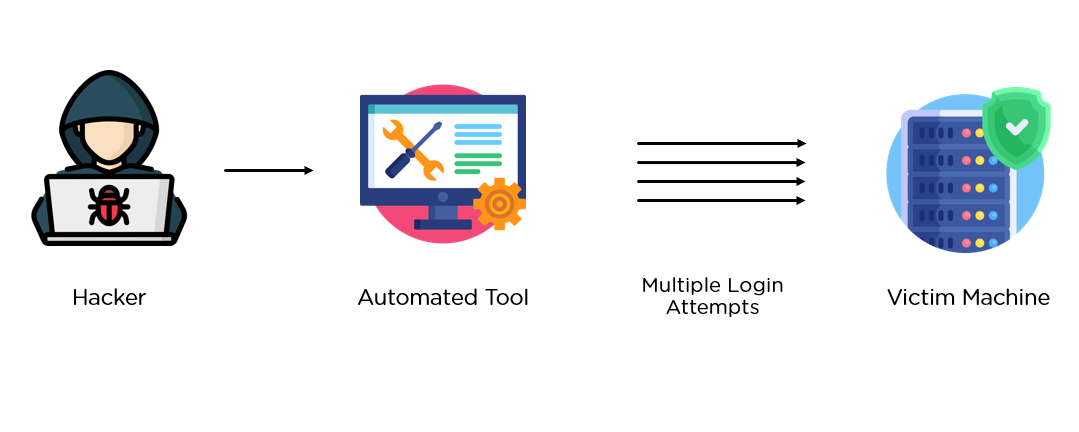 Hacker
Automated Tool
Multiple Login
Attempts
Victim Machine